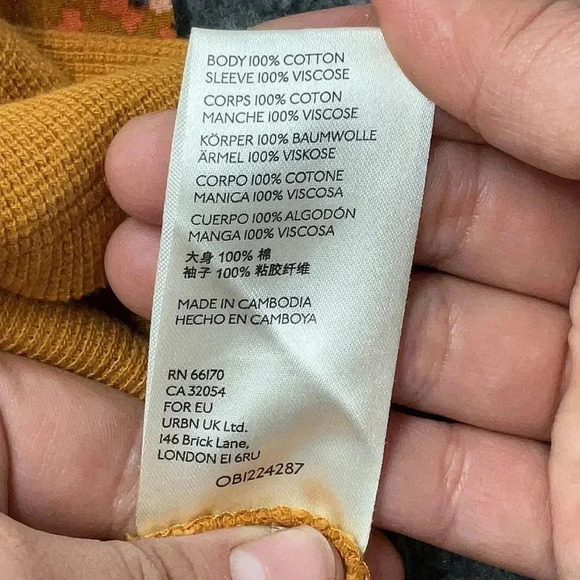 BODY 100% COTTON
SLEEVE 100% VISCOSE
CORPS 100% COTON
MANCHE 100% VISCOSE
KÖRPER 100% BAUMWOLLE
ÄRMEL 100% VISKOSE
CORPO 100% COTONE
MANICA 100% VISCOSA
CUERPO 100% ALGODÓN
MANGA 100% VISCOSA
大身 100% 棉
袖子 100% 粘胶纤维
MADE IN CAMBODIA
HECHO EN CAMBOYA
RN 66170
CA 32054
FOR EU
URBN UK Ltd.
146 Brick Lane,
LONDON E1 6RU
OB1224287